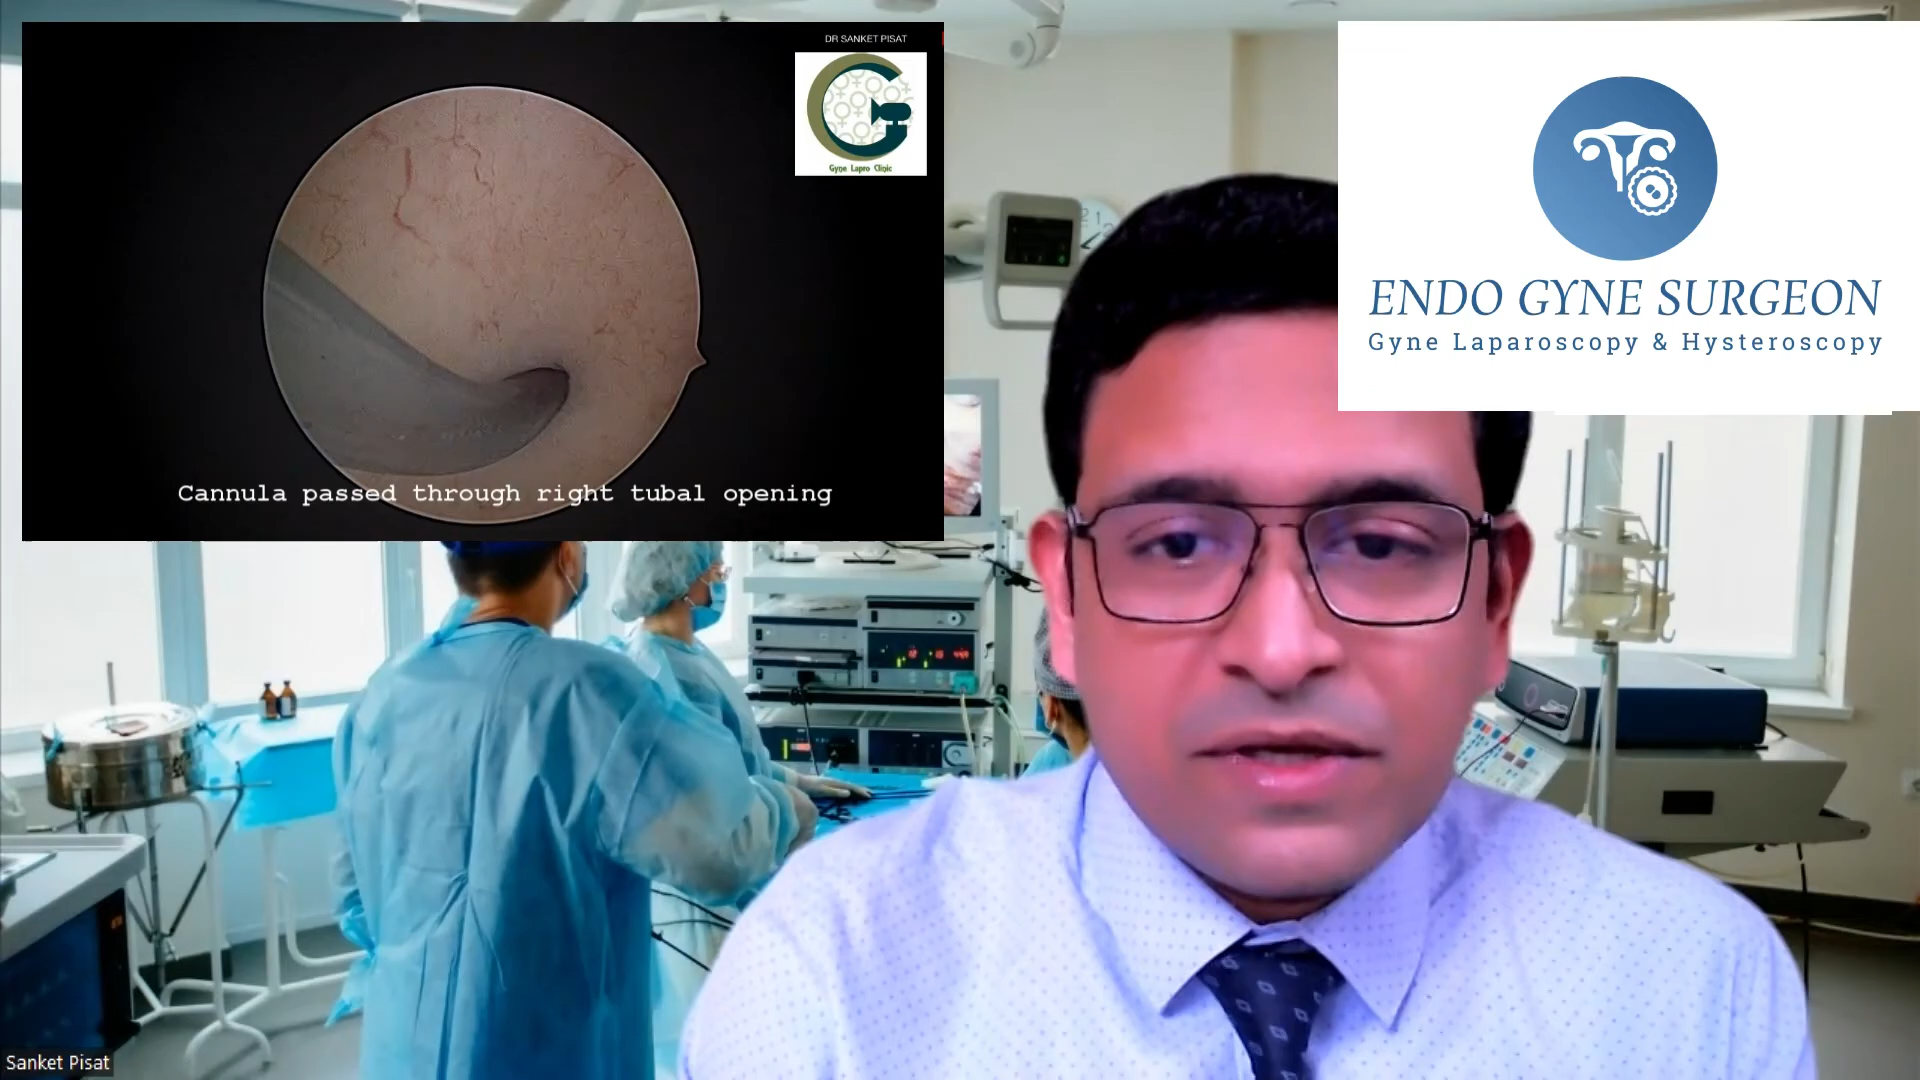 DR SANKET PISAT
Gyne Lapro Clinic
Cannula passed through right tubal opening
ENDO GYNE SURGEON
Gyne Laparoscopy & Hysteroscopy
Sanket Pisat